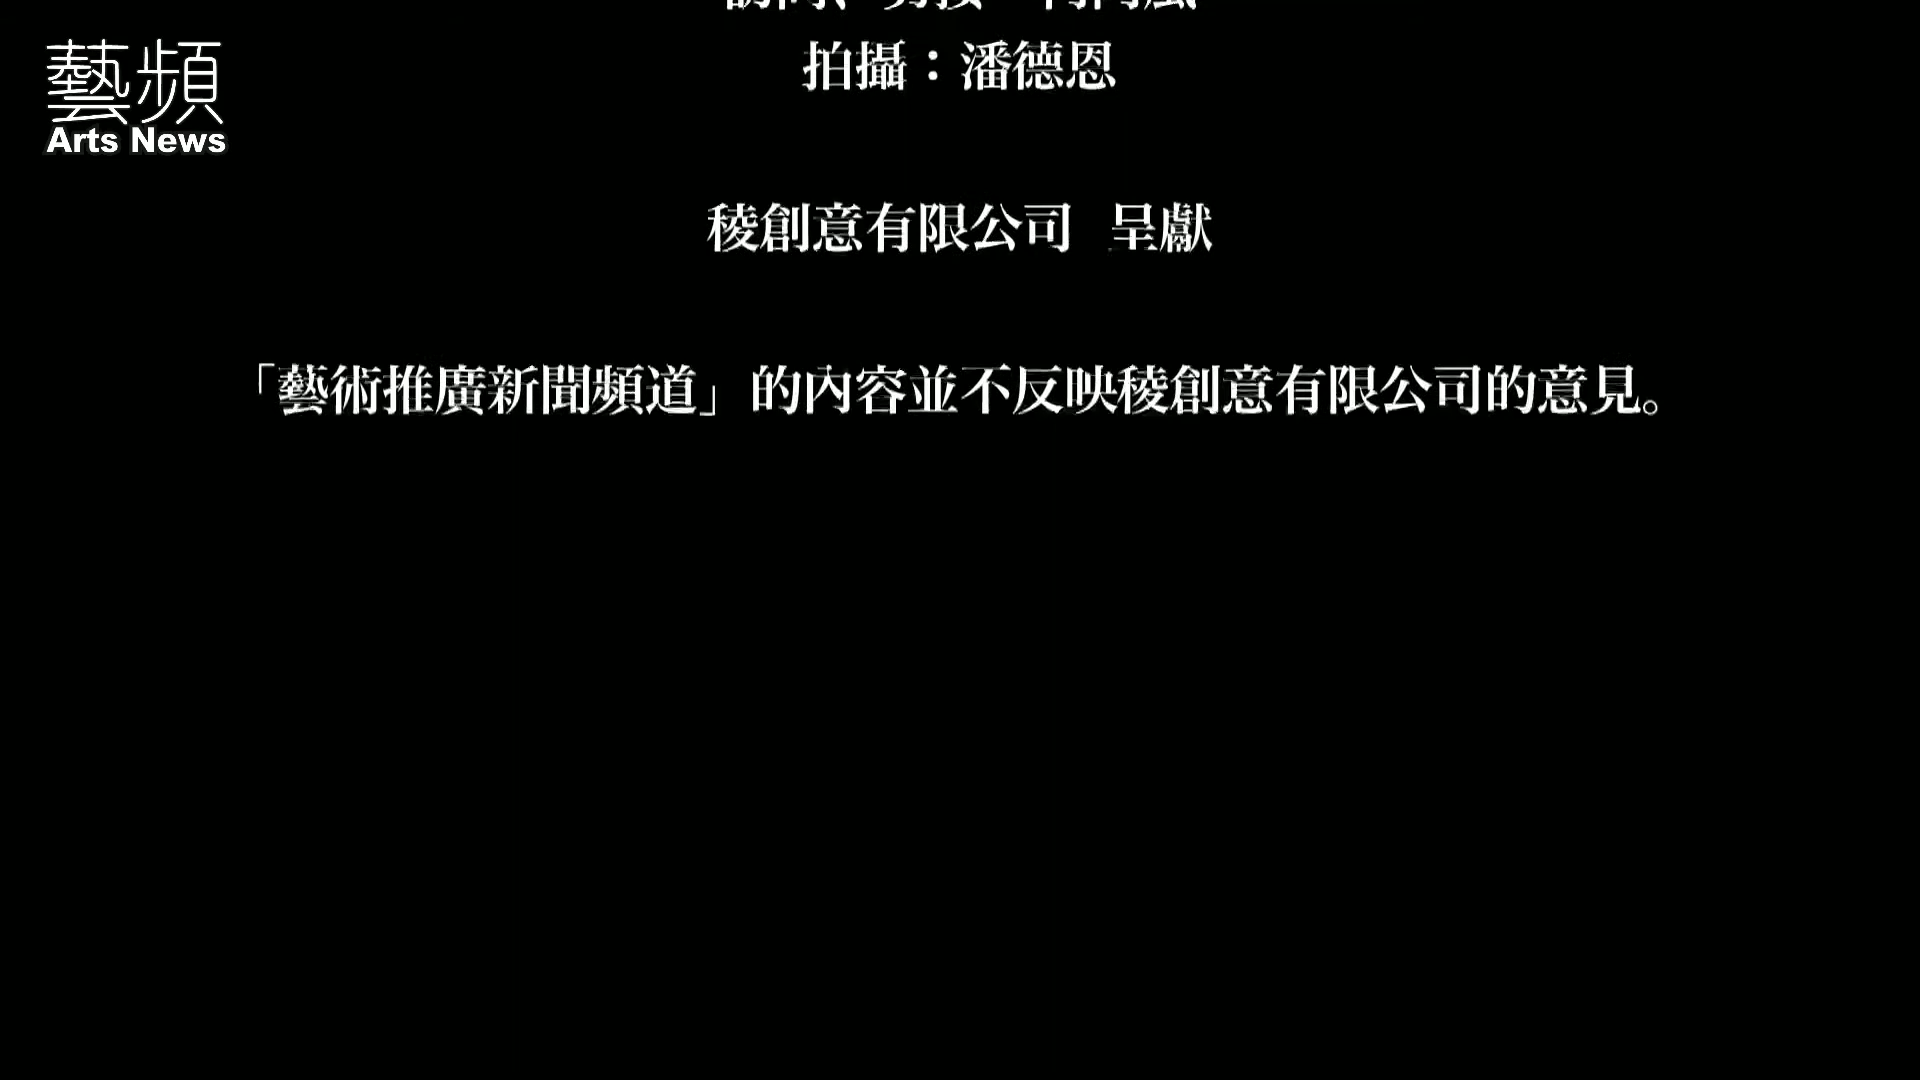 拍攝：潘德恩
藝頻
Arts News
稜創意有限公司 呈獻
「藝術推廣新聞頻道」的內容並不反映稜創意有限公司的意見。